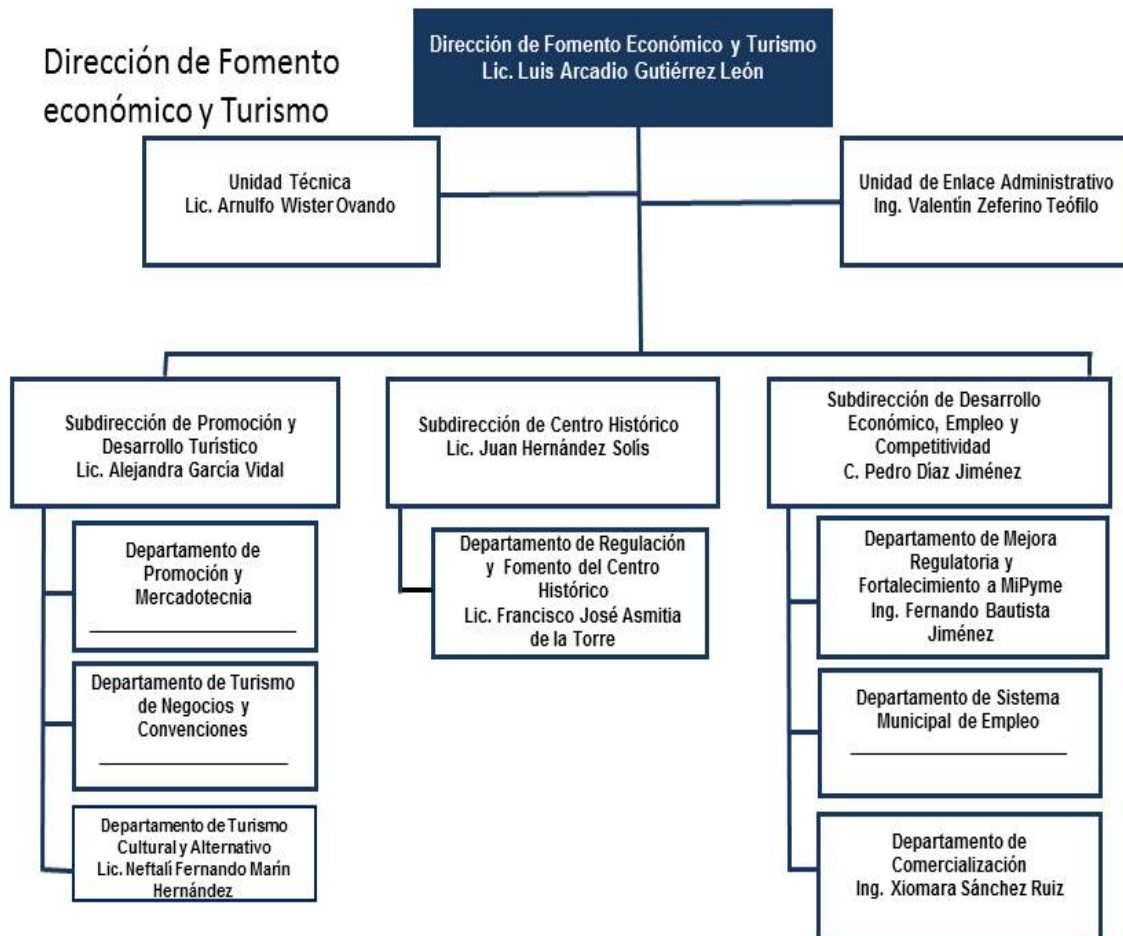 Dirección de Fomento
económico y Turismo
Dirección de Fomento Económico y Turismo
Lic. Luis Arcadio Gutiérrez León
Unidad Técnica
Lic. Arnulfo Wister Ovando
Unidad de Enlace Administrativo
Ing. Valentín Zeferino Teófilo
Subdirección de Promoción y
Desarrollo Turístico
Lic. Alejandra García Vidal
Departamento de
Promoción y
Mercadotecnia
Departamento de Turismo
de Negocios y
Convenciones
Departamento de Turismo
Cultural y Alternativo
Lic. Neftalí Fernando Marín
Hernández
Subdirección de Centro Histórico
Lic. Juan Hernández Solís
Departamento de Regulación
y Fomento del Centro
Histórico
Lic. Francisco José Asmitia
de la Torre
Subdirección de Desarrollo
Económico, Empleo y
Competitividad
C. Pedro Díaz Jiménez
Departamento de Mejora
Regulatoria y
Fortalecimiento a MiPyme
Ing. Fernando Bautista
Jiménez
Departamento de Sistema
Municipal de Empleo
Departamento de
Comercialización
Ing. Xiomara Sánchez Ruiz